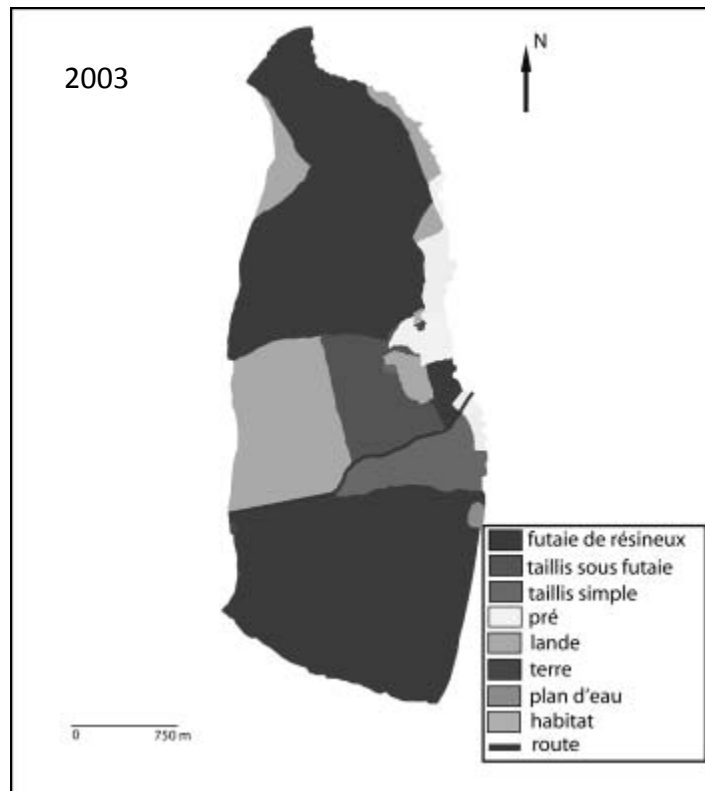 2003
N
futaie de résineux
taillis sous futaie
taillis simple
pré
lande
terre
plan d'eau
habitat
route
0 750 m